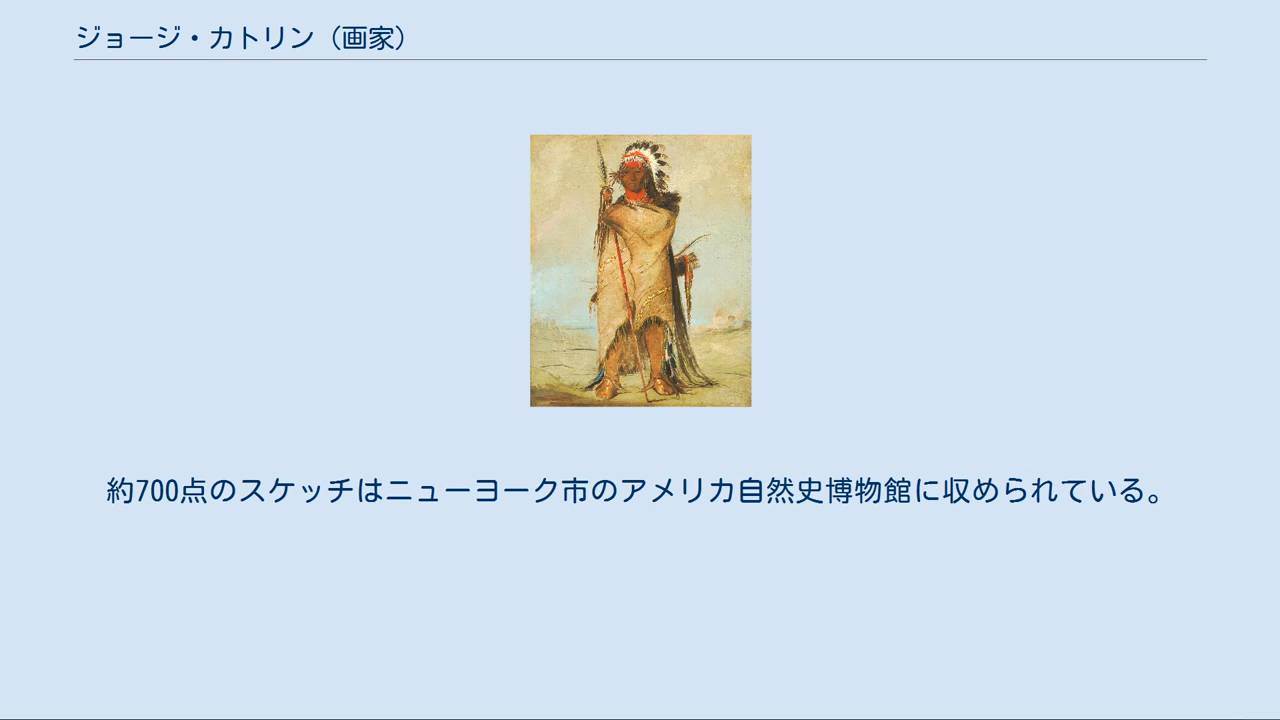 ジョージ・カトリン（画家）
約700点のスケッチはニューヨーク市のアメリカ自然史博物館に収められている。